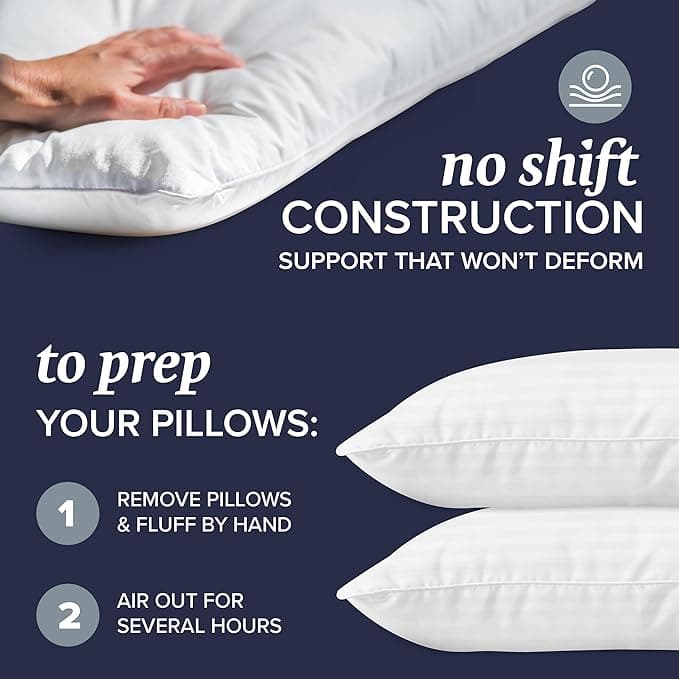 no shift
CONSTRUCTION
SUPPORT THAT WON'T DEFORM
to prep
YOUR PILLOWS:
1 REMOVE PILLOWS
& FLUFF BY HAND
2 AIR OUT FOR
SEVERAL HOURS